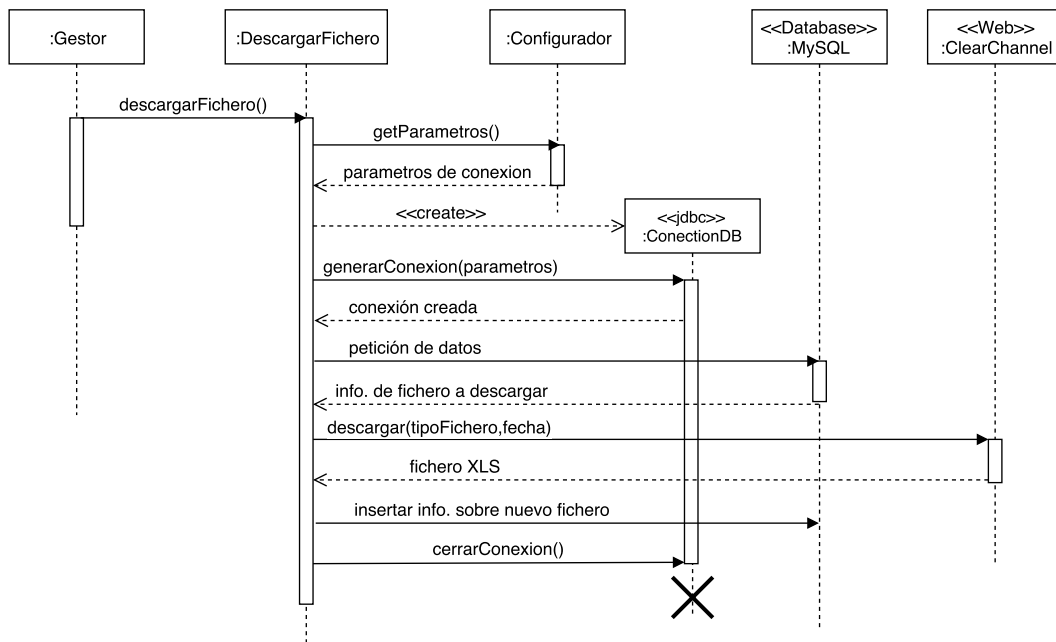 :Gestor
:DescargarFichero
:Configurador
<<Database>>
:MySQL
<<Web>>
:ClearChannel
descargarFichero()
getParametros()
parametros de conexion
<<create>>
<<jdbc>>
:ConectionDB
generarConexion(parametros)
conexión creada
petición de datos
info. de fichero a descargar
descargar(tipoFichero,fecha)
fichero XLS
insertar info. sobre nuevo fichero
cerrarConexion()